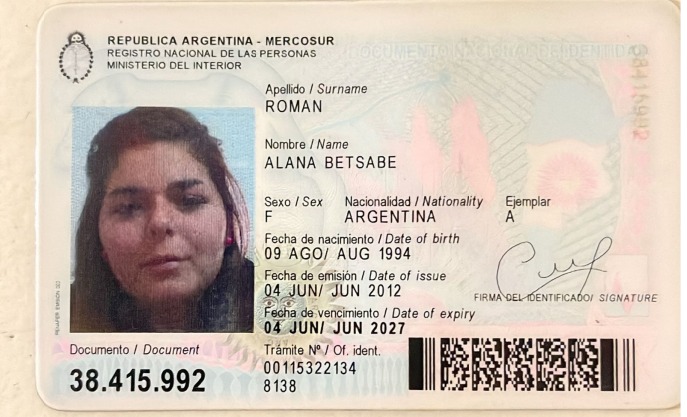 REPUBLICA ARGENTINA - MERCOSUR
REGISTRO NACIONAL DE LAS PERSONAS
MINISTERIO DEL INTERIOR
DOCUMENTO NACIONAL DE IDENTIDAD
Apellido / Surname
ROMAN
Nombre / Name
ALANA BETSABE
Sexo / Sex Nacionalidad / Nationality Ejemplar
F ARGENTINA A
Fecha de nacimiento / Date of birth
09 AGO/ AUG 1994
Fecha de emisión / Date of issue
04 JUN/ JUN 2012
FIRMA DEL IDENTIFICADO/ SIGNATURE
Fecha de vencimiento / Date of expiry
04 JUN/ JUN 2027
Documento / Document Trámite Nº / Of. ident.
38.415.992 00115322134
8138